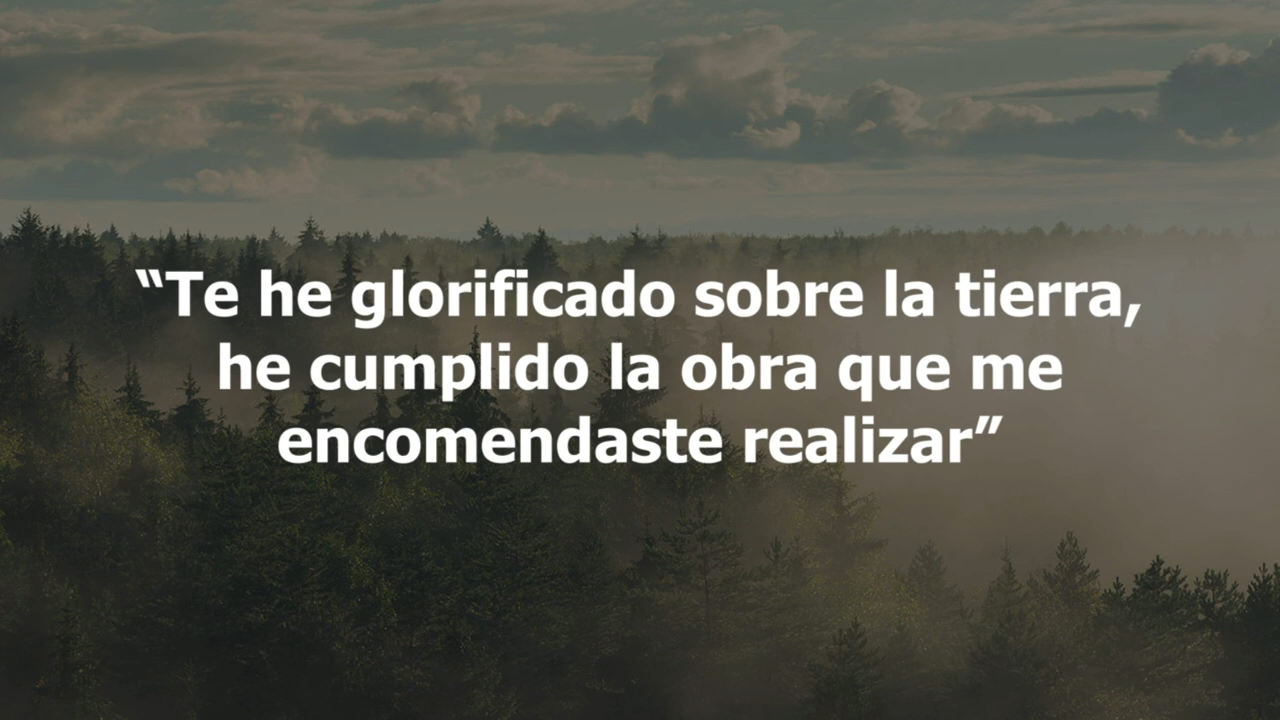 “Te he glorificado sobre la tierra,
he cumplido la obra que me
encomendaste realizar”